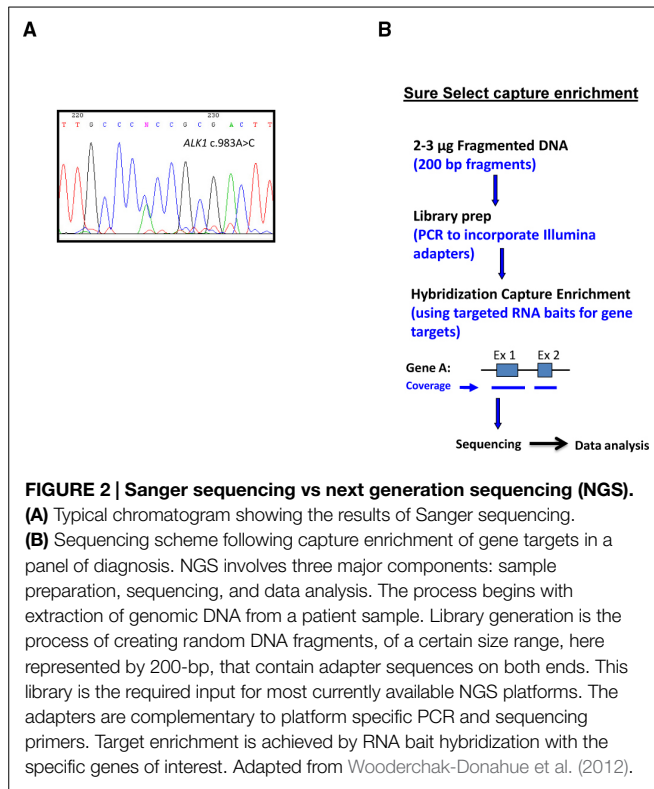 A
B
220 230
T T G C C C N C C G C G A C T T
ALK1 c.983A>C
Sure Select capture enrichment
2-3 µg Fragmented DNA
(200 bp fragments)
Library prep
(PCR to incorporate Illumina
adapters)
Hybridization Capture Enrichment
(using targeted RNA baits for gene
targets)
Ex 1 Ex 2
Gene A:
Coverage
Sequencing Data analysis
FIGURE 2 | Sanger sequencing vs next generation sequencing (NGS).
(A) Typical chromatogram showing the results of Sanger sequencing.
(B) Sequencing scheme following capture enrichment of gene targets in a
panel of diagnosis. NGS involves three major components: sample
preparation, sequencing, and data analysis. The process begins with
extraction of genomic DNA from a patient sample. Library generation is the
process of creating random DNA fragments, of a certain size range, here
represented by 200-bp, that contain adapter sequences on both ends. This
library is the required input for most currently available NGS platforms. The
adapters are complementary to platform specific PCR and sequencing
primers. Target enrichment is achieved by RNA bait hybridization with the
specific genes of interest. Adapted from Wooderchak-Donahue et al. (2012).